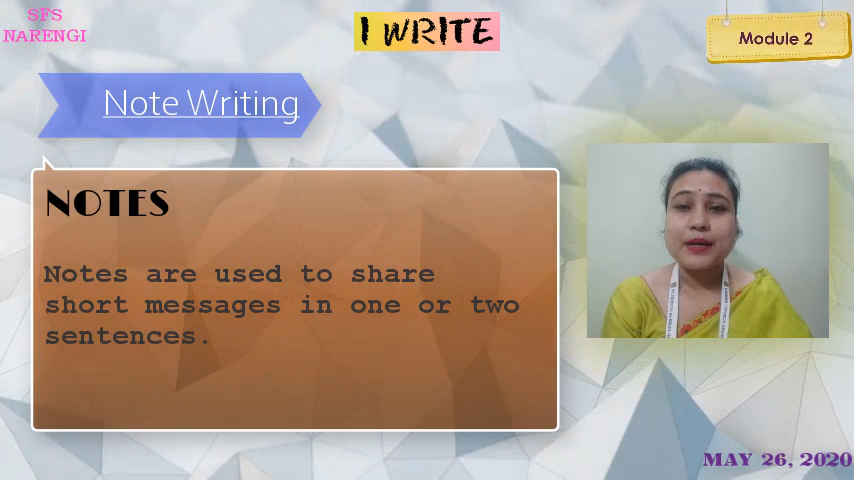 SFS
NARENGI
I WRITE
Module 2
Note Writing
NOTES
Notes are used to share
short messages in one or two
sentences.
MAY 26, 2020